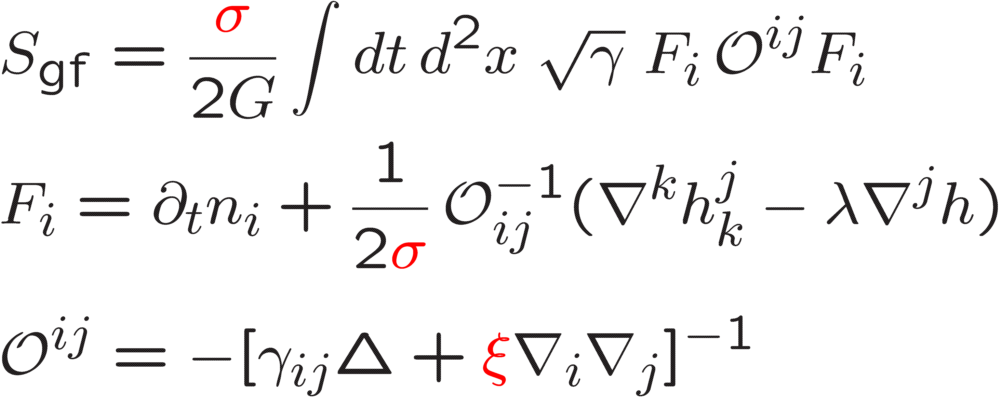 $S_{\mathsf{gf}} = \frac{\sigma}{2G} \int dt\, d^2x\, \sqrt{\gamma}\, F_i \mathcal{O}^{ij} F_i$
$F_i = \partial_t n_i + \frac{1}{2\sigma} \mathcal{O}^{-1}_{ij} (\nabla^k h^j_k - \lambda \nabla^j h)$
$\mathcal{O}^{ij} = -[\gamma_{ij} \Delta + \xi \nabla_i \nabla_j]^{-1}$